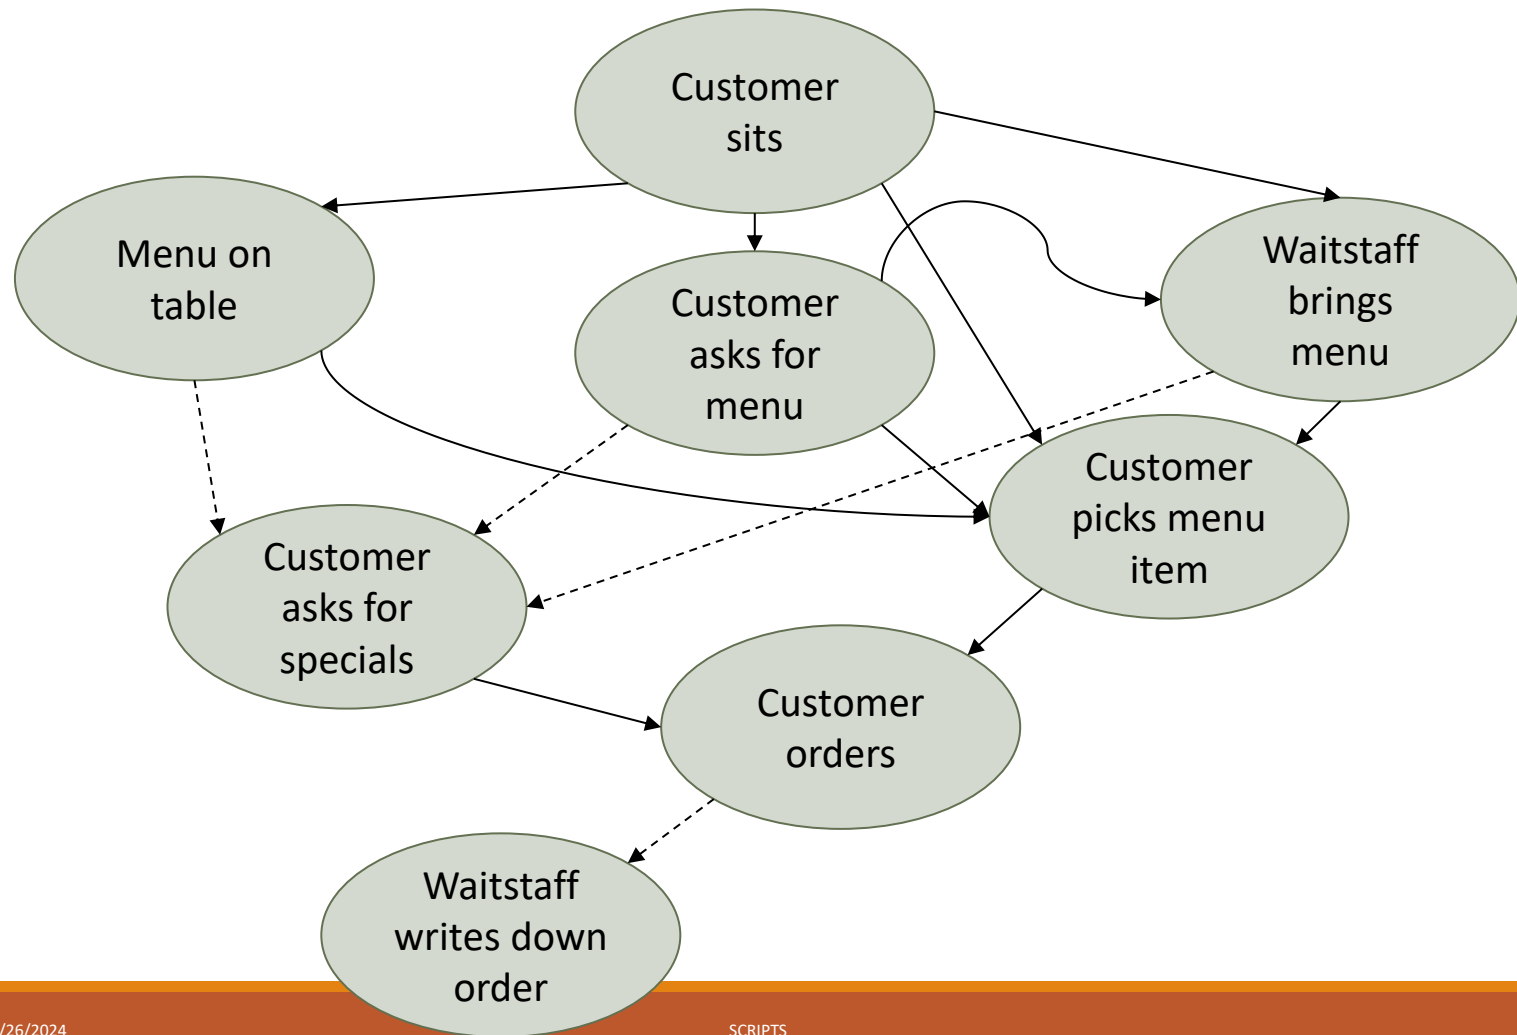 Customer
sits
Menu on
table
Customer
asks for
menu
Waitstaff
brings
menu
Customer
picks menu
item
Customer
asks for
specials
Customer
orders
Waitstaff
writes down
order
/26/2024
SCRIPTS